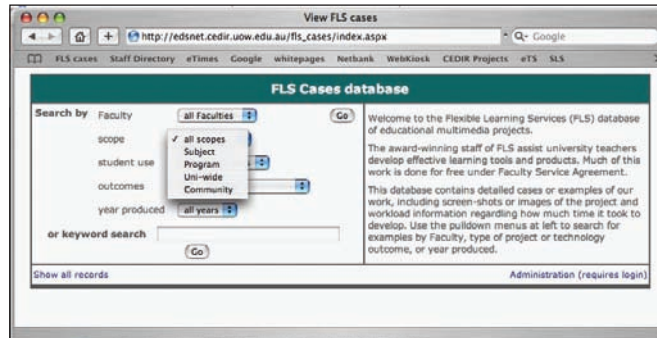 View FLS cases
http://edsnet.cedir.uow.edu.au/fls_cases/index.aspx
Google
FLS cases Staff Directory eTimes Google whitepages Netbank WebKiosk CEDIR Projects eTS SLS
FLS Cases database
Search by Faculty all Faculties Go
scope ✓ all scopes
Subject
Program
Uni-wide
Community
student use
outcomes
year produced all years
or keyword search
Go
Welcome to the Flexible Learning Services (FLS) database
of educational multimedia projects.
The award-winning staff of FLS assist university teachers
develop effective learning tools and products. Much of this
work is done for free under Faculty Service Agreement.
This database contains detailed cases or examples of our
work, including screen-shots or images of the project and
workload information regarding how much time it took to
develop. Use the pulldown menus at left to search for
examples by Faculty, type of project or technology
outcome, or year produced.
Show all records
Administration (requires login)